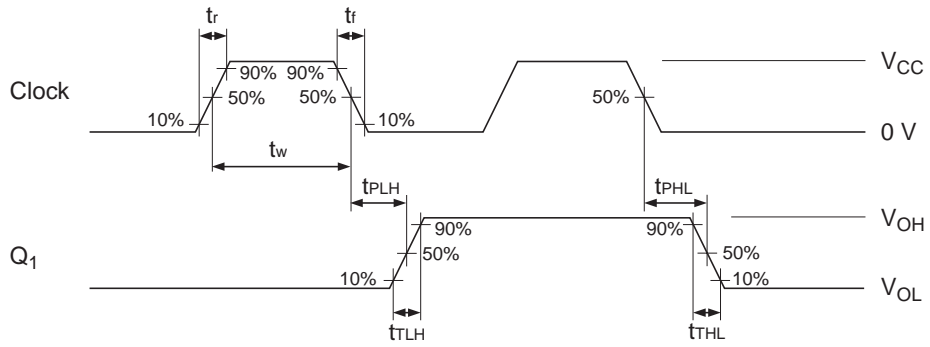 tr
tf
VCC
90%
90%
Clock
50%
50%
50%
10%
10%
0 V
tw
tPLH
tPHL
VOH
90%
90%
Q1
50%
50%
10%
10%
VOL
tTLH
tTHL